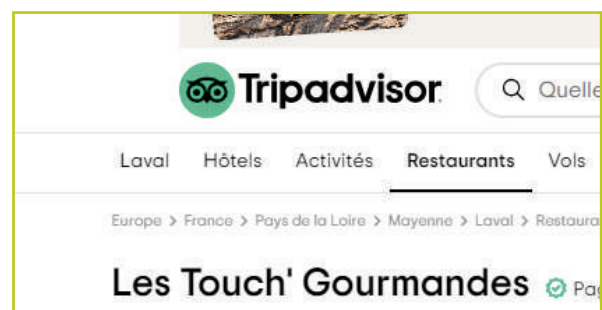 Tripadvisor
Quelle
Laval Hôtels Activités Restaurants Vols
Europe > France > Pays de la Loire > Mayenne > Laval > Restaura
Les Touch' Gourmandes Pag